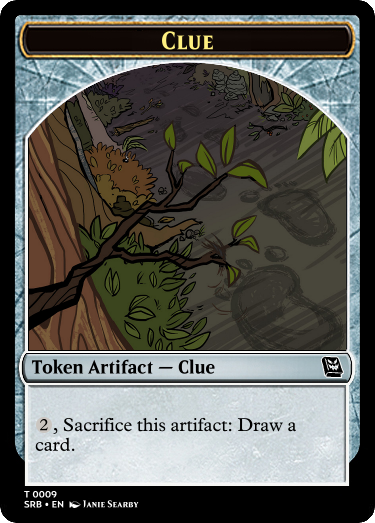 Clue
Token Artifact — Clue
2, Sacrifice this artifact: Draw a
card.
T 0009
SRB • EN Janie Searby